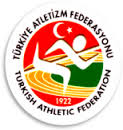 TÜRKİYE ATLETİZM FEDERASYONU
1922
TURKISH ATHLETIC FEDERATION